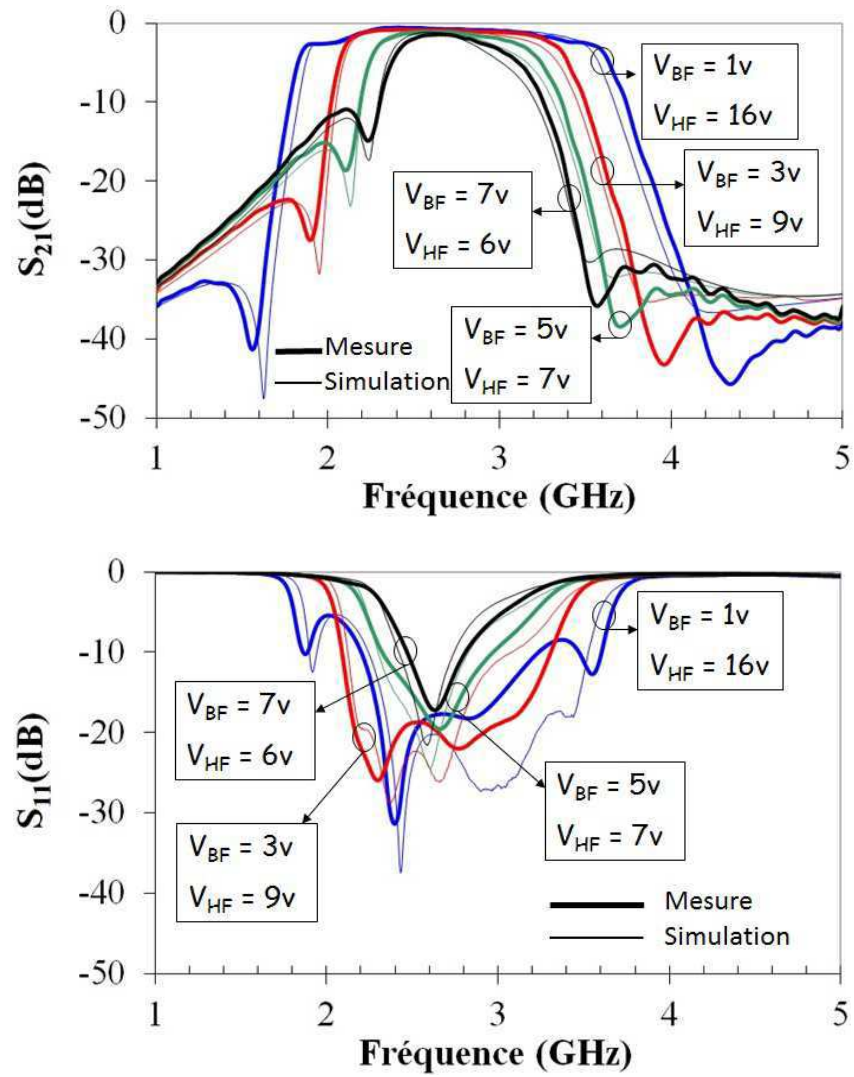 0
-10
-20
-30
-40
-50
S21(dB)
VBF = 1v
VHF = 16v
VBF = 3v
VHF = 9v
VBF = 7v
VHF = 6v
VBF = 5v
VHF = 7v
Mesure
Simulation
1 2 3 4 5
Fréquence (GHz)
0
-10
-20
-30
-40
-50
S11(dB)
VBF = 1v
VHF = 16v
VBF = 7v
VHF = 6v
VBF = 5v
VHF = 7v
VBF = 3v
VHF = 9v
Mesure
Simulation
1 2 3 4 5
Fréquence (GHz)